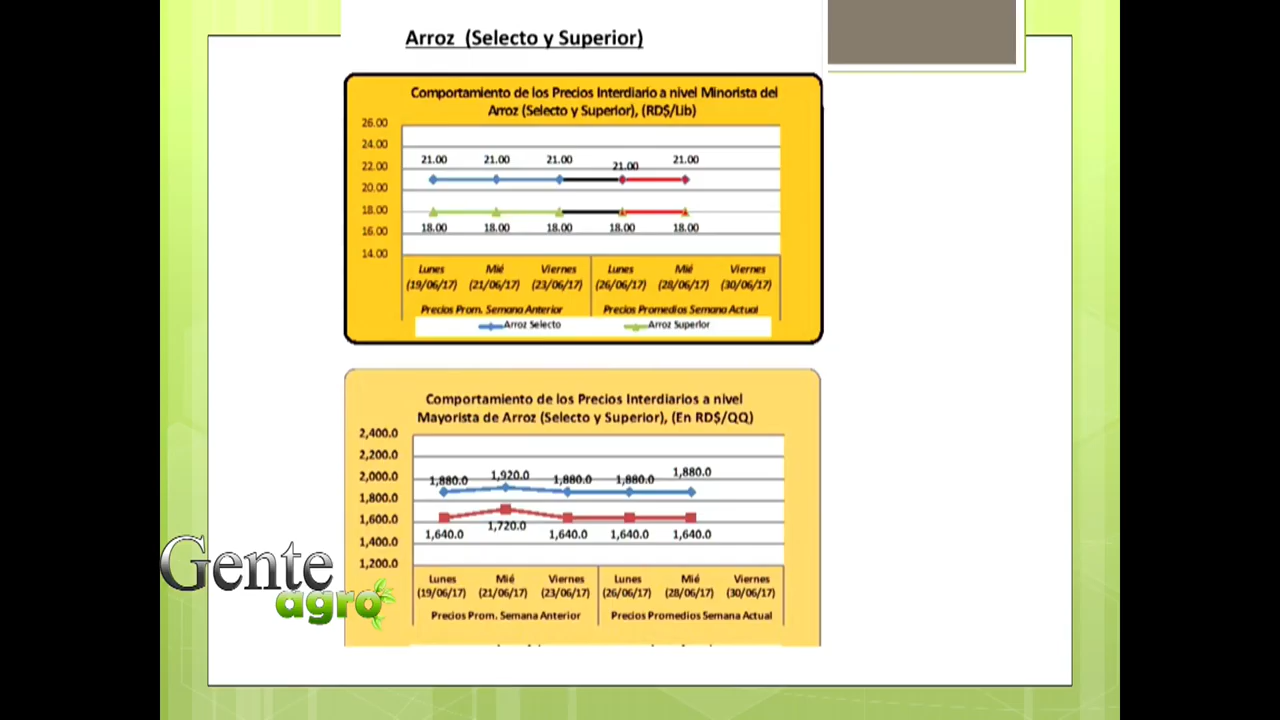 Arroz (Selecto y Superior)
Comportamiento de los Precios Interdiario a nivel Minorista del
Arroz (Selecto y Superior), (RD$/Lib)
26.00
24.00
22.00
20.00
18.00
16.00
14.00
21.00 21.00 21.00 21.00 21.00
18.00 18.00 18.00 18.00 18.00
Lunes Mié Viernes Lunes Mié Viernes
(19/06/17) (21/06/17) (23/06/17) (26/06/17) (28/06/17) (30/06/17)
Precios Prom. Semana Anterior Precios Promedios Semana Actual
Arroz Selecto Arroz Superior
Comportamiento de los Precios Interdiarios a nivel
Mayorista de Arroz (Selecto y Superior), (En RD$/QQ)
2,400.0
2,200.0
2,000.0
1,800.0
1,600.0
1,400.0
1,200.0
1,880.0 1,920.0 1,880.0 1,880.0 1,880.0
1,640.0 1,720.0 1,640.0 1,640.0 1,640.0
Lunes Mié Viernes Lunes Mié Viernes
(19/06/17) (21/06/17) (23/06/17) (26/06/17) (28/06/17) (30/06/17)
Precios Prom. Semana Anterior Precios Promedios Semana Actual
Gente
agro